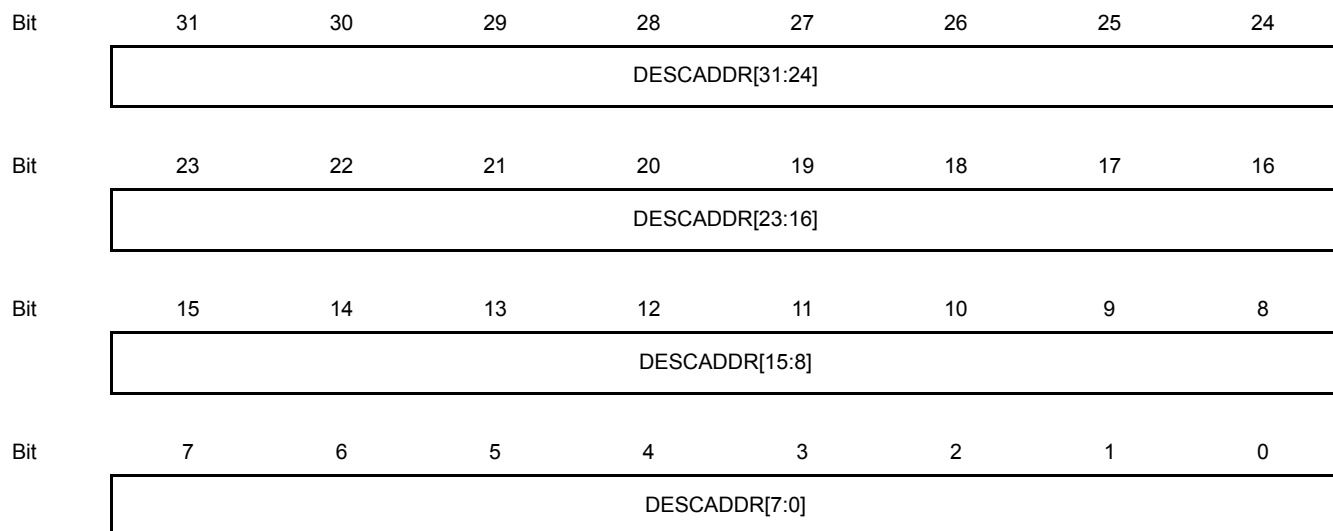 Bit 31 30 29 28 27 26 25 24
DESCADDR[31:24]
Bit 23 22 21 20 19 18 17 16
DESCADDR[23:16]
Bit 15 14 13 12 11 10 9 8
DESCADDR[15:8]
Bit 7 6 5 4 3 2 1 0
DESCADDR[7:0]